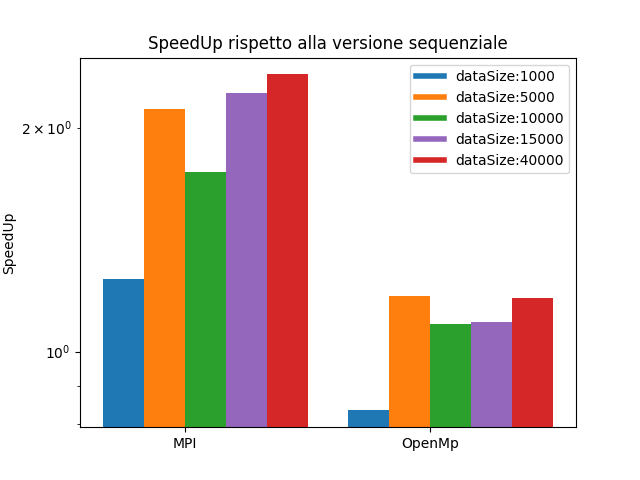 SpeedUp rispetto alla versione sequenziale
SpeedUp
2 × 10⁰
10⁰
dataSize:1000
dataSize:5000
dataSize:10000
dataSize:15000
dataSize:40000
MPI
OpenMp